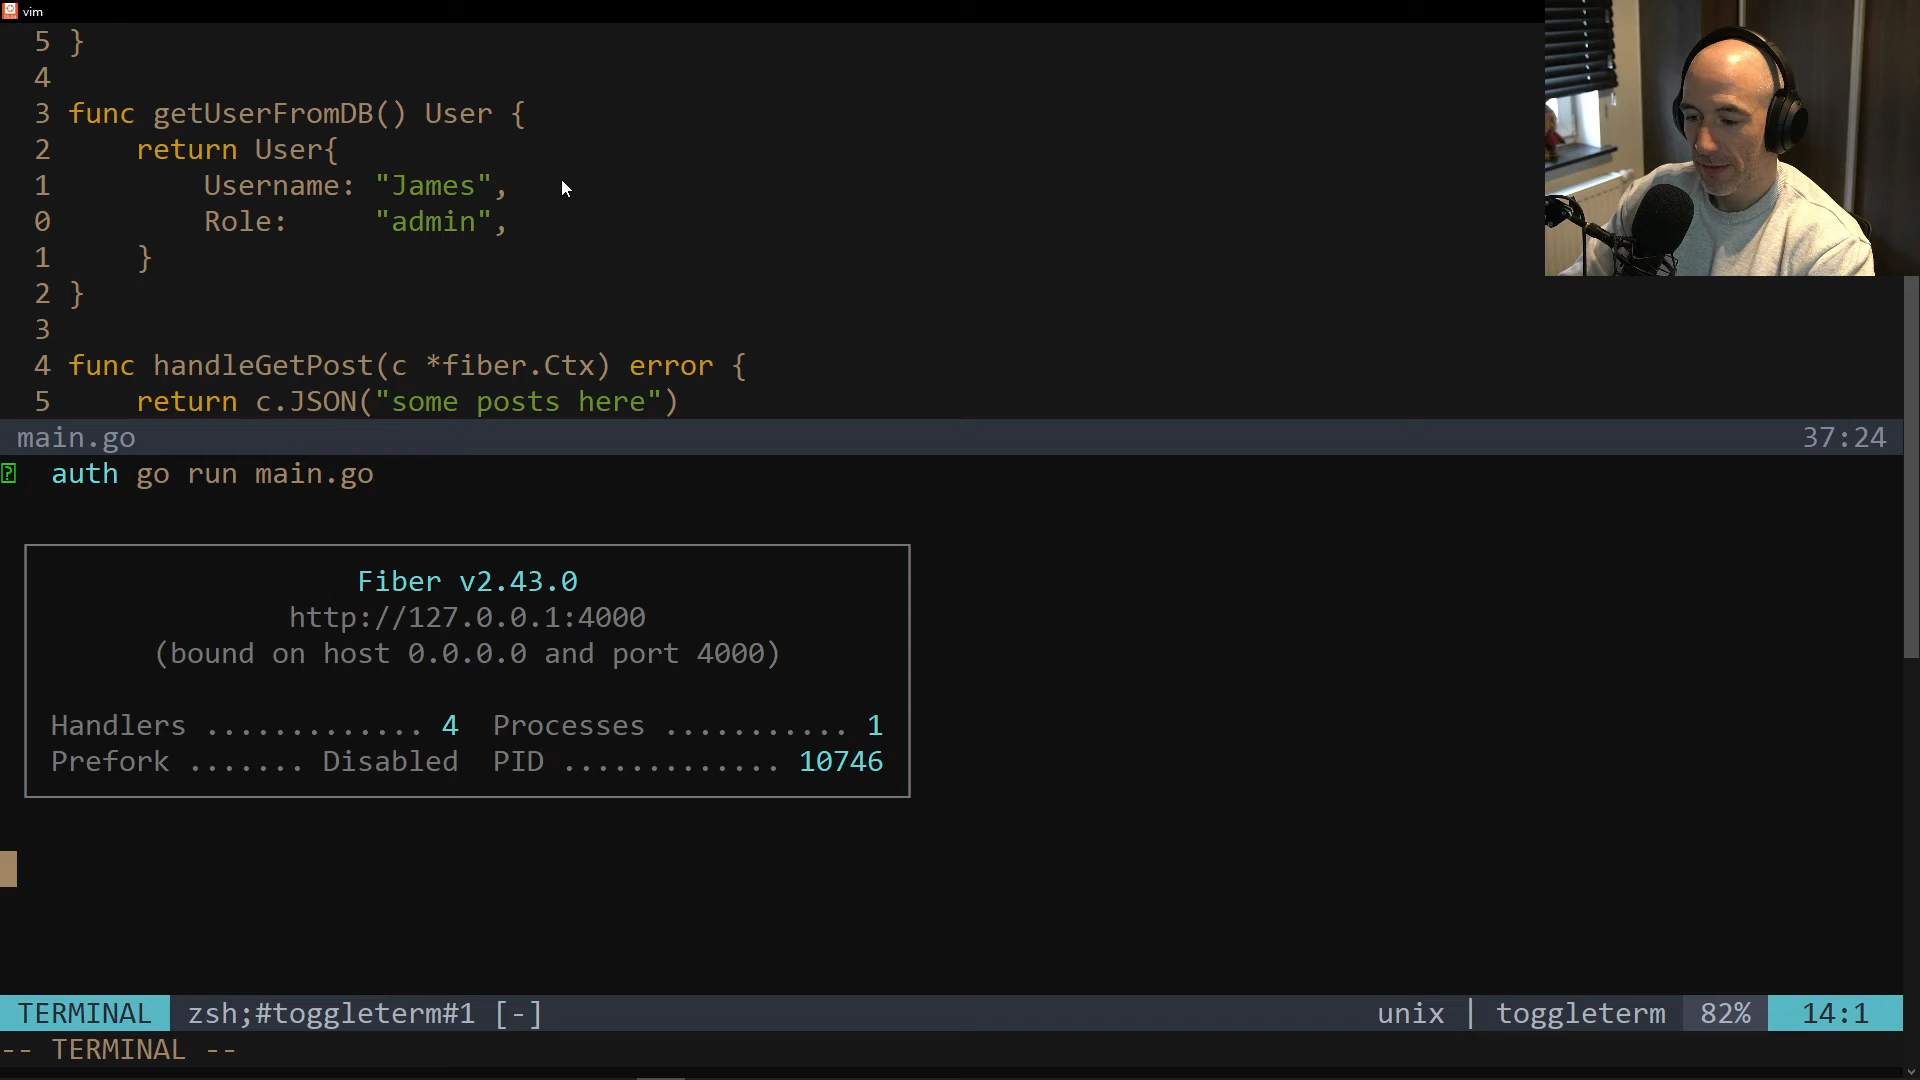 vim
5 }
4
3 func getUserFromDB() User {
2     return User{
1         Username: "James",
0         Role:     "admin",
1     }
2 }
3
4 func handleGetPost(c *fiber.Ctx) error {
5     return c.JSON("some posts here")
main.go 37:24
auth go run main.go
Fiber v2.43.0
http://127.0.0.1:4000
(bound on host 0.0.0.0 and port 4000)
Handlers ............. 4  Processes ........... 1
Prefork ....... Disabled  PID ............. 10746
TERMINAL zsh;#toggleterm#1 [-] unix | toggleterm 82% 14:1
-- TERMINAL --